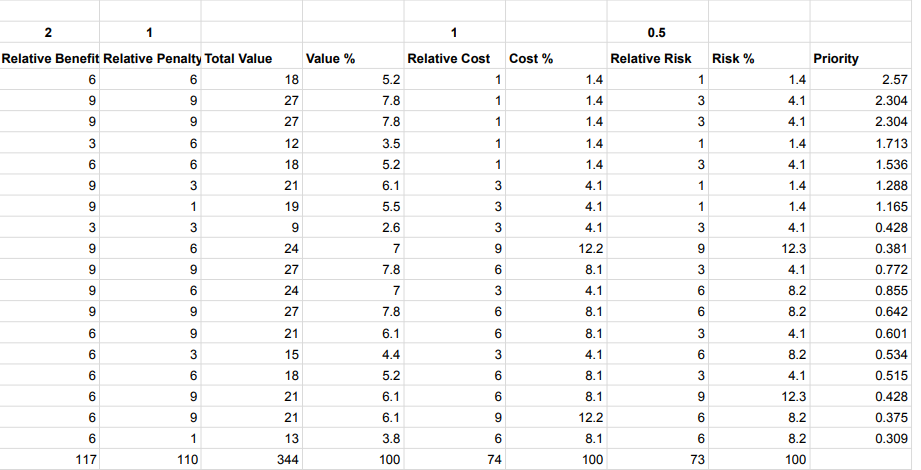 2 1 1 0.5
Relative Benefit Relative Penalty Total Value Value % Relative Cost Cost % Relative Risk Risk % Priority
6 6 18 5.2 1 1.4 1 1.4 2.57
9 9 27 7.8 1 1.4 3 4.1 2.304
9 9 27 7.8 1 1.4 3 4.1 2.304
3 6 12 3.5 1 1.4 1 1.4 1.713
6 6 18 5.2 1 1.4 3 4.1 1.536
9 3 21 6.1 3 4.1 1 1.4 1.288
9 1 19 5.5 3 4.1 1 1.4 1.165
3 3 9 2.6 3 4.1 3 4.1 0.428
9 6 24 7 9 12.2 9 12.3 0.381
9 9 27 7.8 6 8.1 3 4.1 0.772
9 6 24 7 3 4.1 6 8.2 0.855
9 9 27 7.8 6 8.1 6 8.2 0.642
6 9 21 6.1 6 8.1 3 4.1 0.601
6 3 15 4.4 3 4.1 6 8.2 0.534
6 6 18 5.2 6 8.1 3 4.1 0.515
6 9 21 6.1 6 8.1 9 12.3 0.428
6 9 21 6.1 9 12.2 6 8.2 0.375
6 1 13 3.8 6 8.1 6 8.2 0.309
117 110 344 100 74 100 73 100